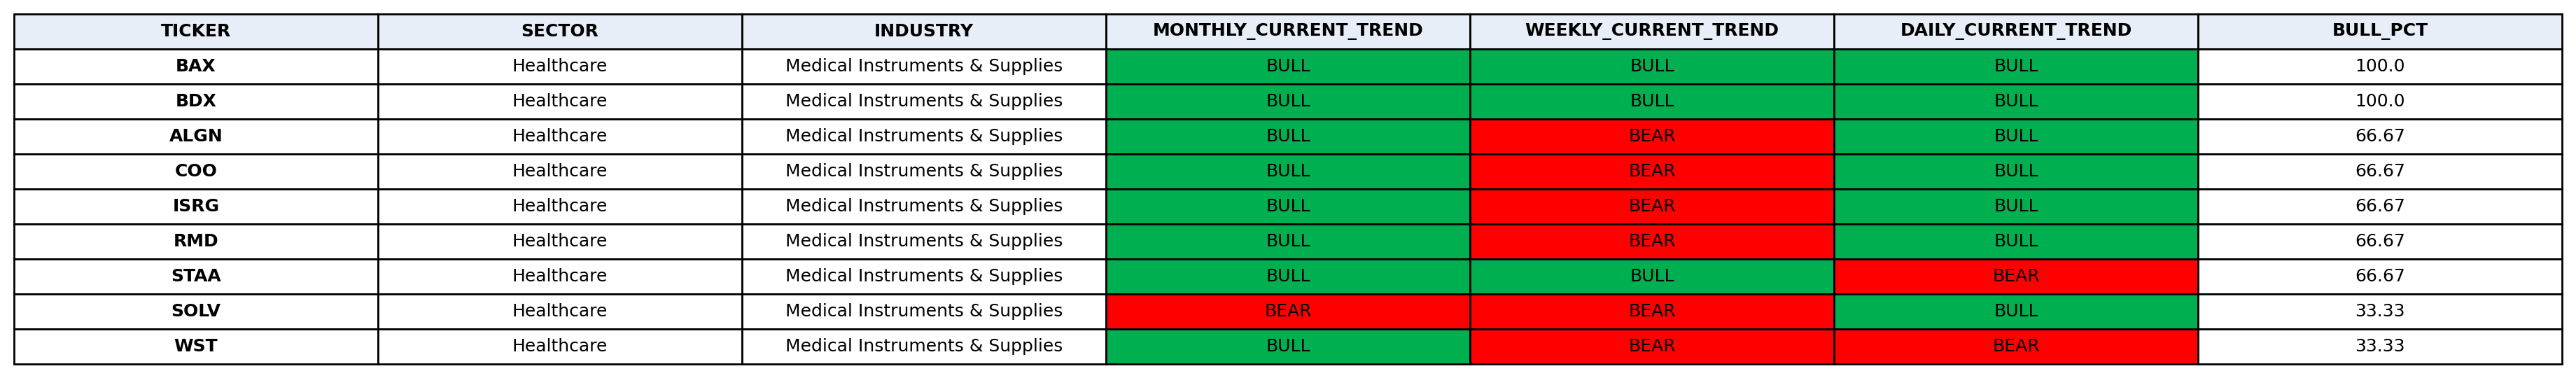 TICKER SECTOR INDUSTRY MONTHLY_CURRENT_TREND WEEKLY_CURRENT_TREND DAILY_CURRENT_TREND BULL_PCT
BAX Healthcare Medical Instruments & Supplies BULL BULL BULL 100.0
BDX Healthcare Medical Instruments & Supplies BULL BULL BULL 100.0
ALGN Healthcare Medical Instruments & Supplies BULL BEAR BULL 66.67
COO Healthcare Medical Instruments & Supplies BULL BEAR BULL 66.67
ISRG Healthcare Medical Instruments & Supplies BULL BEAR BULL 66.67
RMD Healthcare Medical Instruments & Supplies BULL BEAR BULL 66.67
STAA Healthcare Medical Instruments & Supplies BULL BULL BEAR 66.67
SOLV Healthcare Medical Instruments & Supplies BEAR BEAR BULL 33.33
WST Healthcare Medical Instruments & Supplies BULL BEAR BEAR 33.33